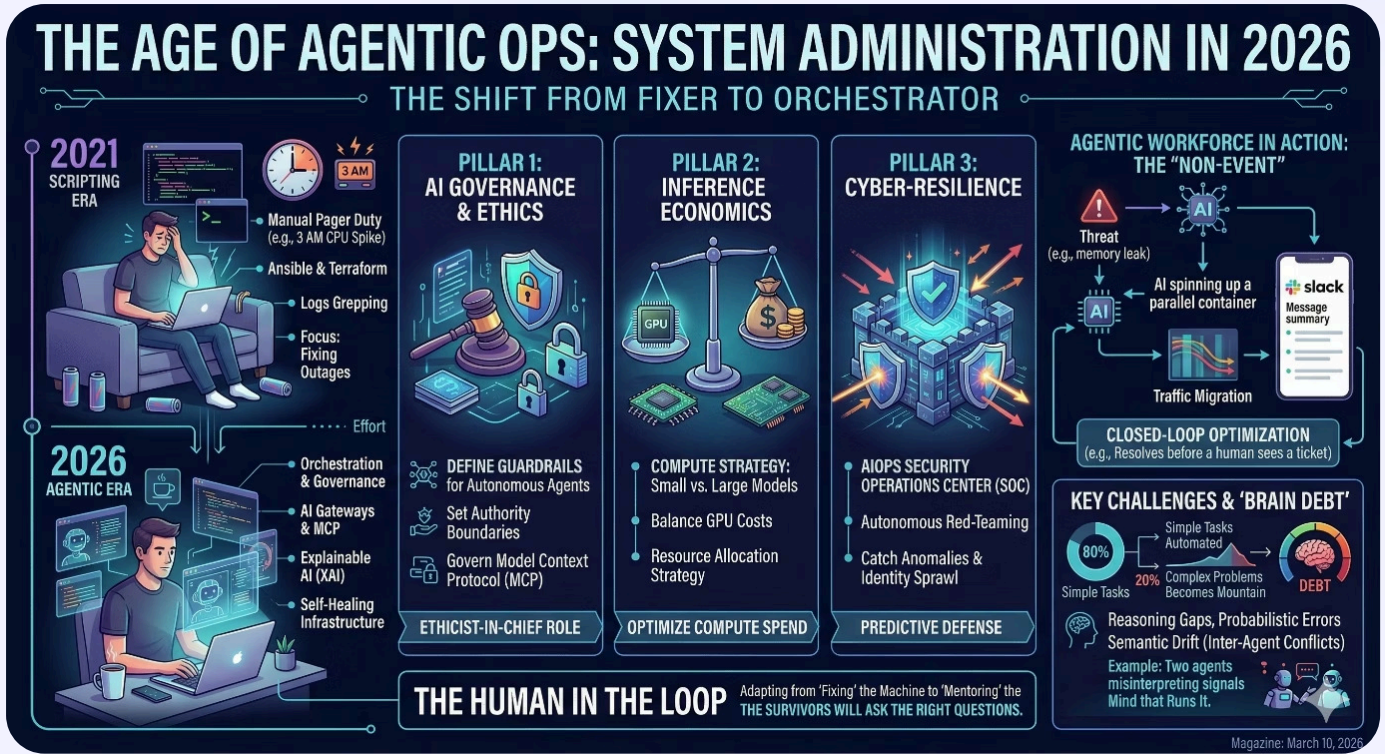 THE AGE OF AGENTIC OPS: SYSTEM ADMINISTRATION IN 2026
THE SHIFT FROM FIXER TO ORCHESTRATOR
2021
SCRIPTING
ERA
3 AM
>_
Manual Pager Duty
(e.g., 3 AM CPU Spike)
Ansible & Terraform
Logs Grepping
Focus:
Fixing
Outages
Effort
2026
AGENTIC ERA
Orchestration
& Governance
AI Gateways
& MCP
Explainable
AI (XAI)
Self-Healing
Infrastructure
PILLAR 1:
AI GOVERNANCE
& ETHICS
DEFINE GUARDRAILS
for Autonomous Agents
Set Authority
Boundaries
Govern Model Context
Protocol (MCP)
ETHICIST-IN-CHIEF ROLE
PILLAR 2:
INFERENCE
ECONOMICS
GPU
$
COMPUTE STRATEGY:
Small vs. Large Models
Balance GPU Costs
Resource Allocation
Strategy
OPTIMIZE COMPUTE SPEND
PILLAR 3:
CYBER-RESILIENCE
AIOPS SECURITY
OPERATIONS CENTER (SOC)
Autonomous Red-Teaming
Catch Anomalies &
Identity Sprawl
PREDICTIVE DEFENSE
THE HUMAN IN THE LOOP
Adapting from 'Fixing' the Machine to 'Mentoring' the
THE SURVIVORS WILL ASK THE RIGHT QUESTIONS.
AGENTIC WORKFORCE IN ACTION:
THE "NON-EVENT"
!
AI
Threat
(e.g., memory leak)
AI
AI spinning up a
parallel container
Traffic Migration
slack
Message
summary
CLOSED-LOOP OPTIMIZATION
(e.g., Resolves before a human sees a ticket)
KEY CHALLENGES & 'BRAIN DEBT'
80%
Simple Tasks
Simple Tasks
Automated
20%
Complex Problems
Becomes Mountain
DEBT
Reasoning Gaps, Probabilistic Errors
Semantic Drift (Inter-Agent Conflicts)
Example: Two agents
misinterpreting signals
Mind that Runs It.
Magazine: March 10, 2026